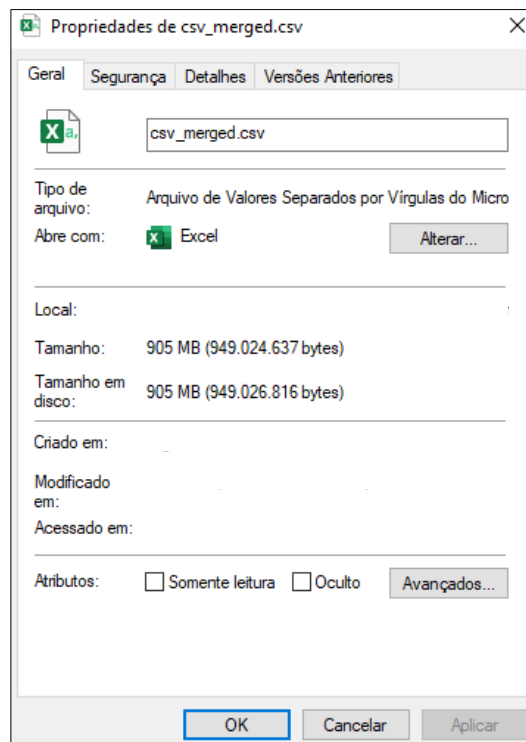 Propriedades de csv_merged.csv
Geral Segurança Detalhes Versões Anteriores
csv_merged.csv
Tipo de
arquivo:
Arquivo de Valores Separados por Vírgulas do Micro
Abre com: Excel Alterar...
Local:
Tamanho: 905 MB (949.024.637 bytes)
Tamanho em
disco:
905 MB (949.026.816 bytes)
Criado em:
Modificado
em:
Acessado em:
Atributos: Somente leitura Oculto Avançados...
OK Cancelar Aplicar